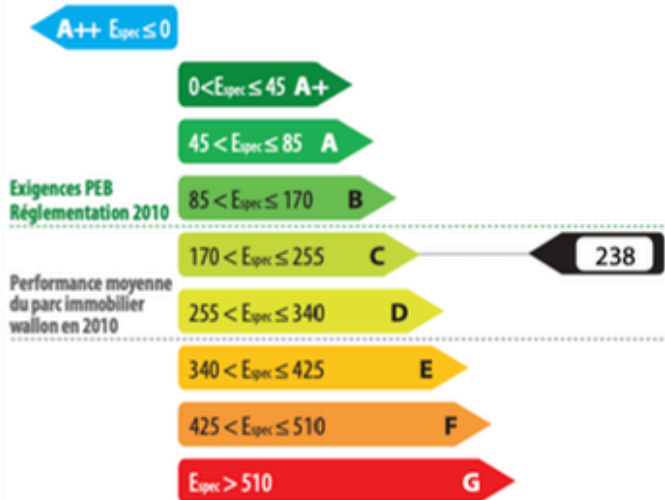 A++ Espec ≤ 0
0 < Espec ≤ 45 A+
45 < Espec ≤ 85 A
Exigences PEB
Réglementation 2010
85 < Espec ≤ 170 B
170 < Espec ≤ 255 C
238
Performance moyenne
du parc immobilier
wallon en 2010
255 < Espec ≤ 340 D
340 < Espec ≤ 425 E
425 < Espec ≤ 510 F
Espec > 510 G